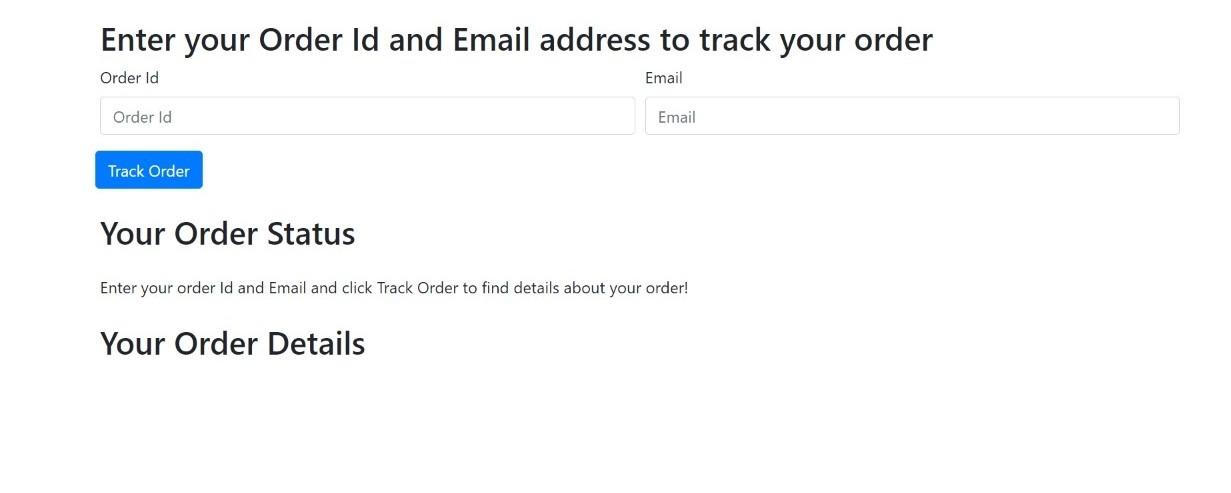 Enter your Order Id and Email address to track your order
Order Id
Email
Order Id
Email
Track Order
Your Order Status
Enter your order Id and Email and click Track Order to find details about your order!
Your Order Details